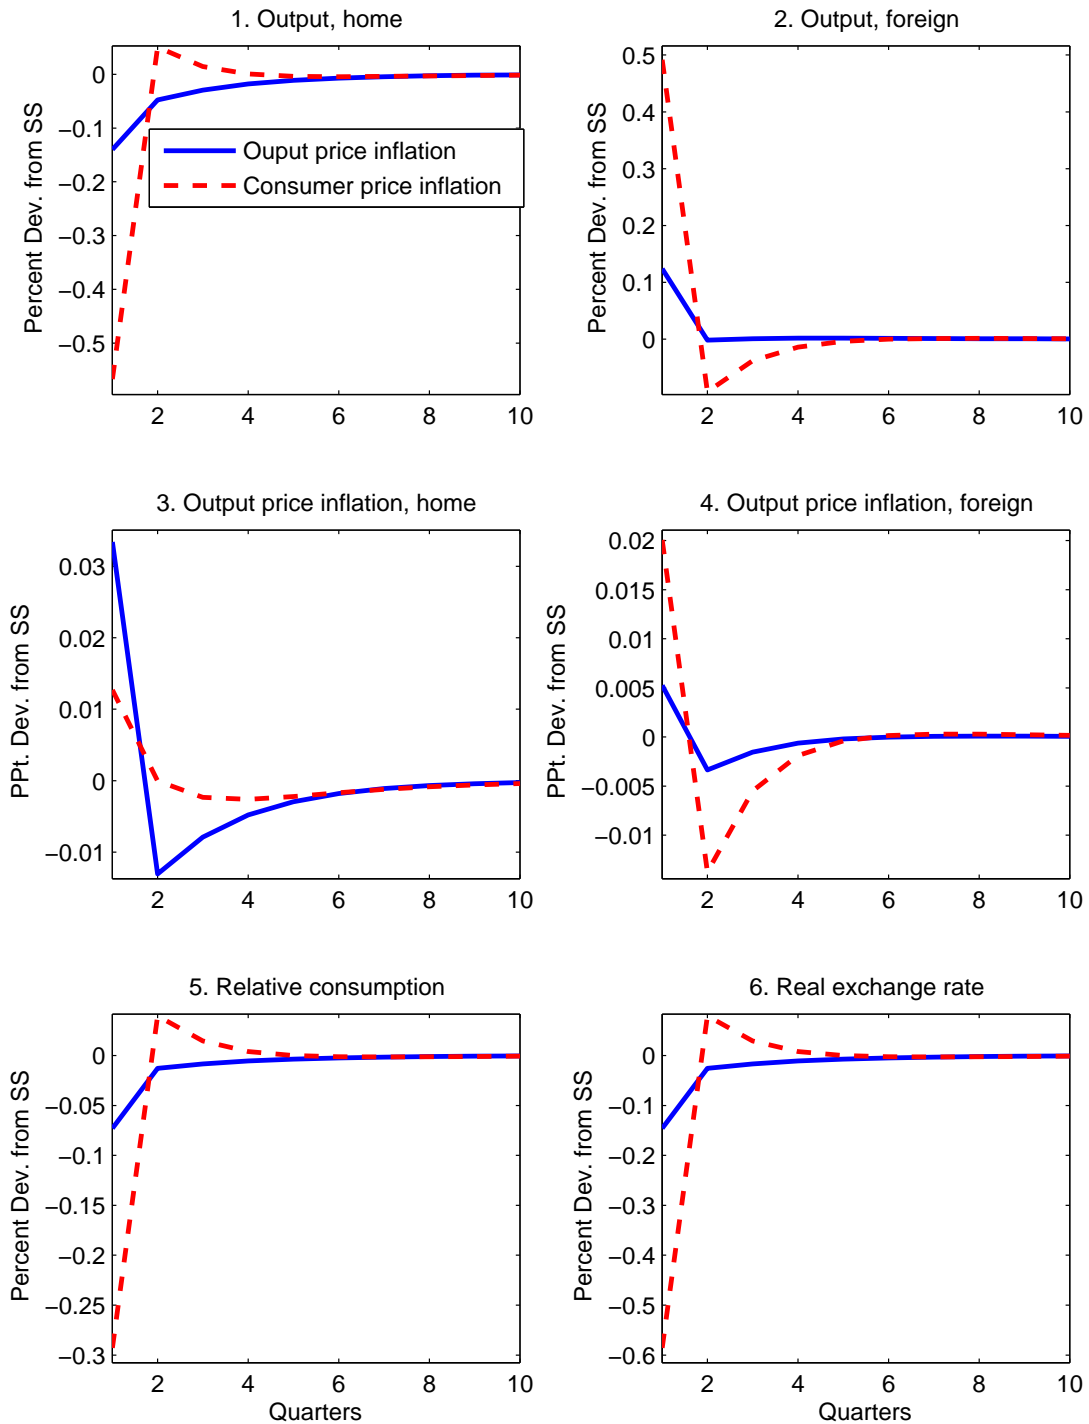 1. Output, home
Percent Dev. from SS
0
−0.1
−0.2
−0.3
−0.4
−0.5
Ouput price inflation
Consumer price inflation
2 4 6 8 10
2. Output, foreign
Percent Dev. from SS
0.5
0.4
0.3
0.2
0.1
0
2 4 6 8 10
3. Output price inflation, home
PPt. Dev. from SS
0.03
0.02
0.01
0
−0.01
2 4 6 8 10
4. Output price inflation, foreign
PPt. Dev. from SS
0.02
0.015
0.01
0.005
0
−0.005
−0.01
2 4 6 8 10
5. Relative consumption
Percent Dev. from SS
0
−0.05
−0.1
−0.15
−0.2
−0.25
−0.3
2 4 6 8 10
Quarters
6. Real exchange rate
Percent Dev. from SS
0
−0.1
−0.2
−0.3
−0.4
−0.5
−0.6
2 4 6 8 10
Quarters